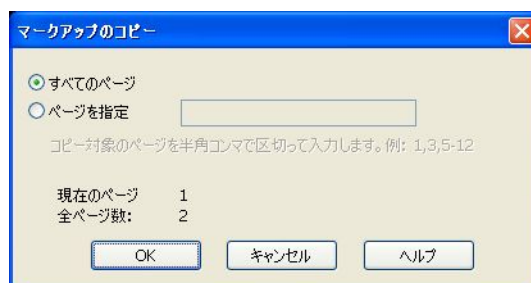 マークアップのコピー
すべてのページ
ページを指定
コピー対象のページを半角コンマで区切って入力します。例: 1,3,5-12
現在のページ 1
全ページ数: 2
OK キャンセル ヘルプ